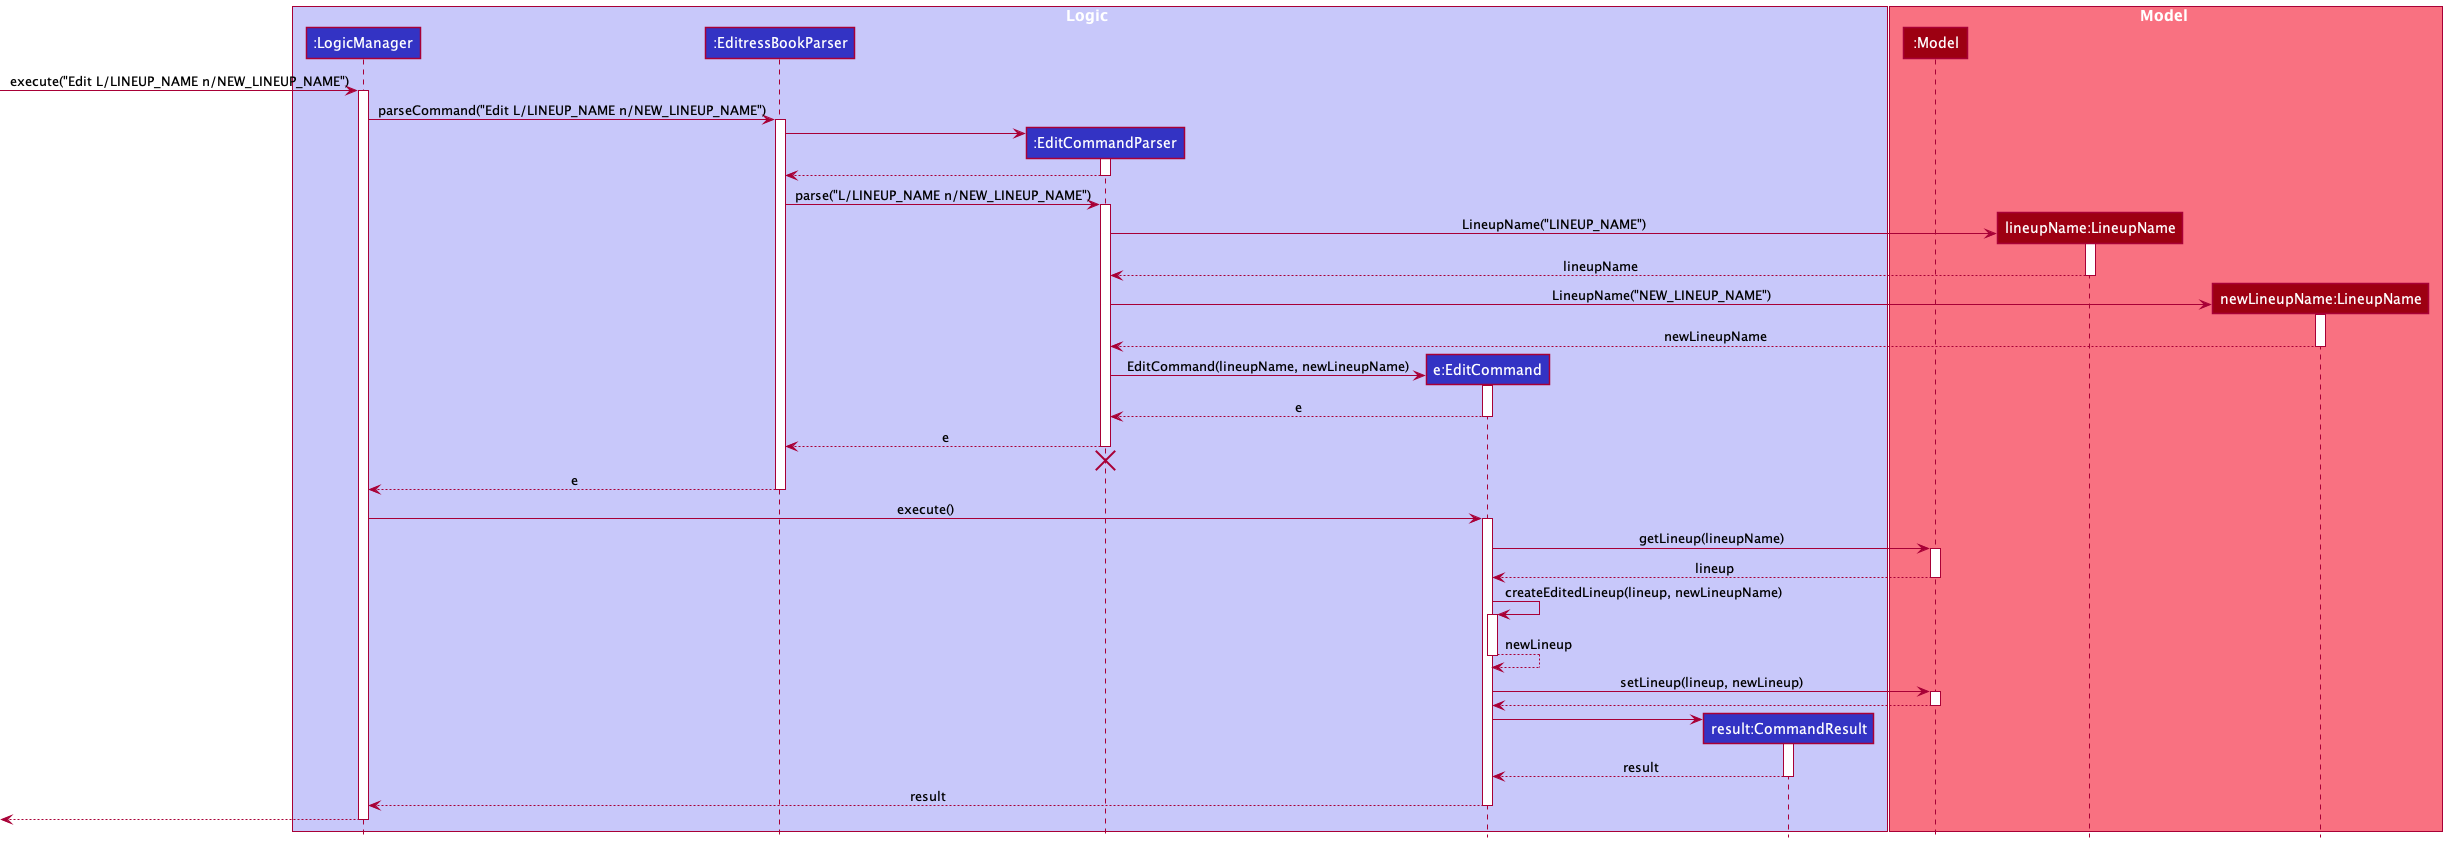 Logic
Model
:LogicManager
:EditressBookParser
:Model
execute("Edit L/LINEUP_NAME n/NEW_LINEUP_NAME")
parseCommand("Edit L/LINEUP_NAME n/NEW_LINEUP_NAME")
:EditCommandParser
parse("L/LINEUP_NAME n/NEW_LINEUP_NAME")
LineupName("LINEUP_NAME")
lineupName:LineupName
lineupName
LineupName("NEW_LINEUP_NAME")
newLineupName:LineupName
newLineupName
EditCommand(lineupName, newLineupName)
e:EditCommand
e
e
e
execute()
getLineup(lineupName)
lineup
createEditedLineup(lineup, newLineupName)
newLineup
setLineup(lineup, newLineup)
result:CommandResult
result
result